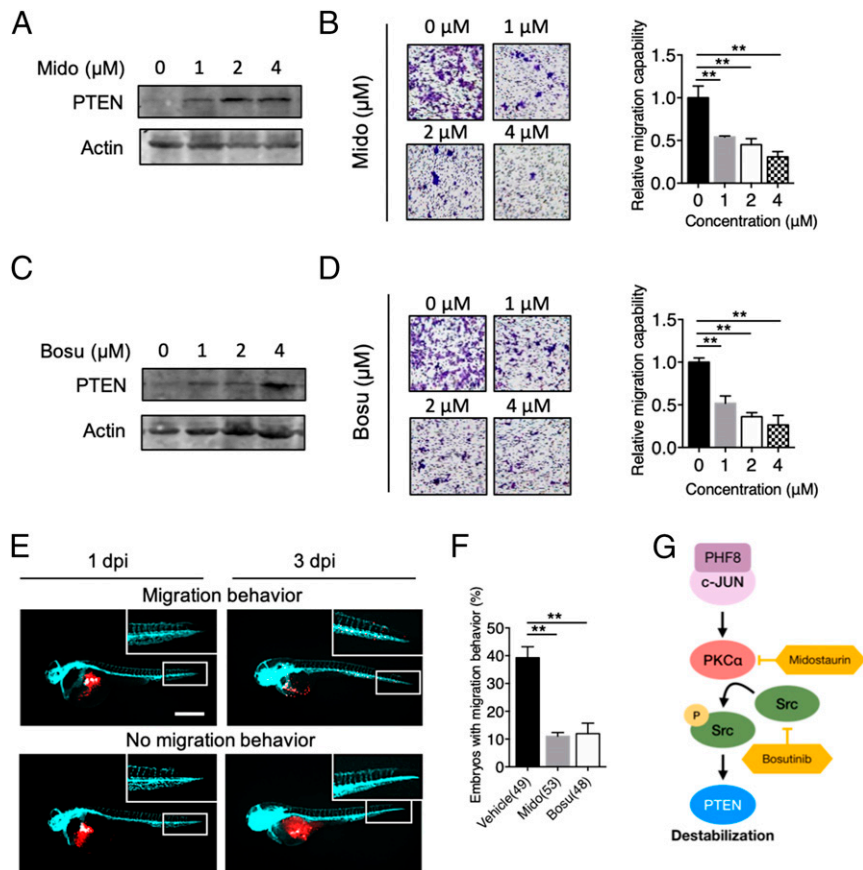 A
Mido (μM) 0 1 2 4
PTEN
Actin
B
Mido (μM)
0 μM 1 μM
2 μM 4 μM
Relative migration capability
1.5
1.0
0.5
0.0
**
**
**
0 1 2 4
Concentration (μM)
C
Bosu (μM) 0 1 2 4
PTEN
Actin
D
Bosu (μM)
0 μM 1 μM
2 μM 4 μM
Relative migration capability
1.5
1.0
0.5
0.0
**
**
**
0 1 2 4
Concentration (μM)
E
1 dpi 3 dpi
Migration behavior
No migration behavior
F
Embryos with migration behavior (%)
50
40
30
20
10
0
**
**
Vehicle(49)
Mido(53)
Bosu(48)
G
PHF8
c-JUN
PKCα
Midostaurin
Src
P
Src
Bosutinib
PTEN
Destabilization